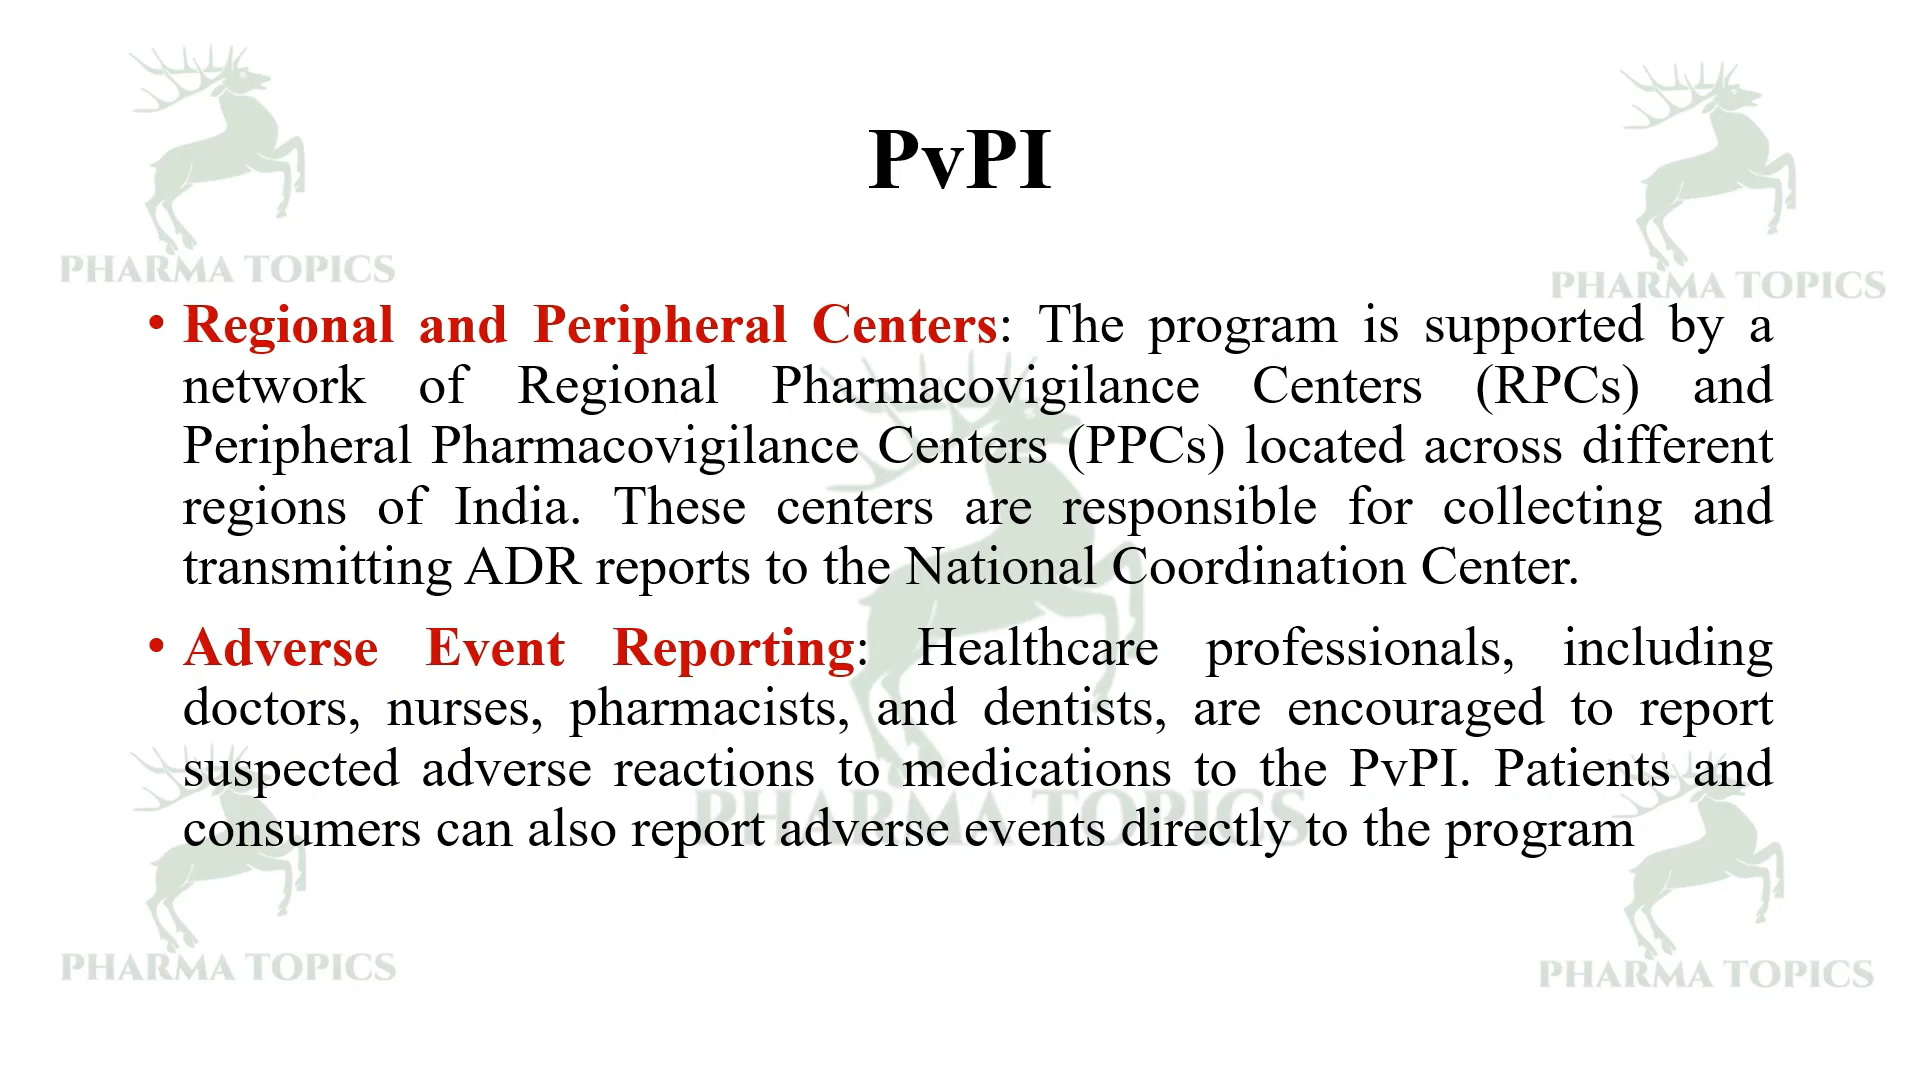 PvPI
PHARMA TOPICS
PHARMA TOPICS
• Regional and Peripheral Centers: The program is supported by a
network of Regional Pharmacovigilance Centers (RPCs) and
Peripheral Pharmacovigilance Centers (PPCs) located across different
regions of India. These centers are responsible for collecting and
transmitting ADR reports to the National Coordination Center.
• Adverse Event Reporting: Healthcare professionals, including
doctors, nurses, pharmacists, and dentists, are encouraged to report
suspected adverse reactions to medications to the PvPI. Patients and
consumers can also report adverse events directly to the program
PHARMA TOPICS
PHARMA TOPICS
PHARMA TOPICS